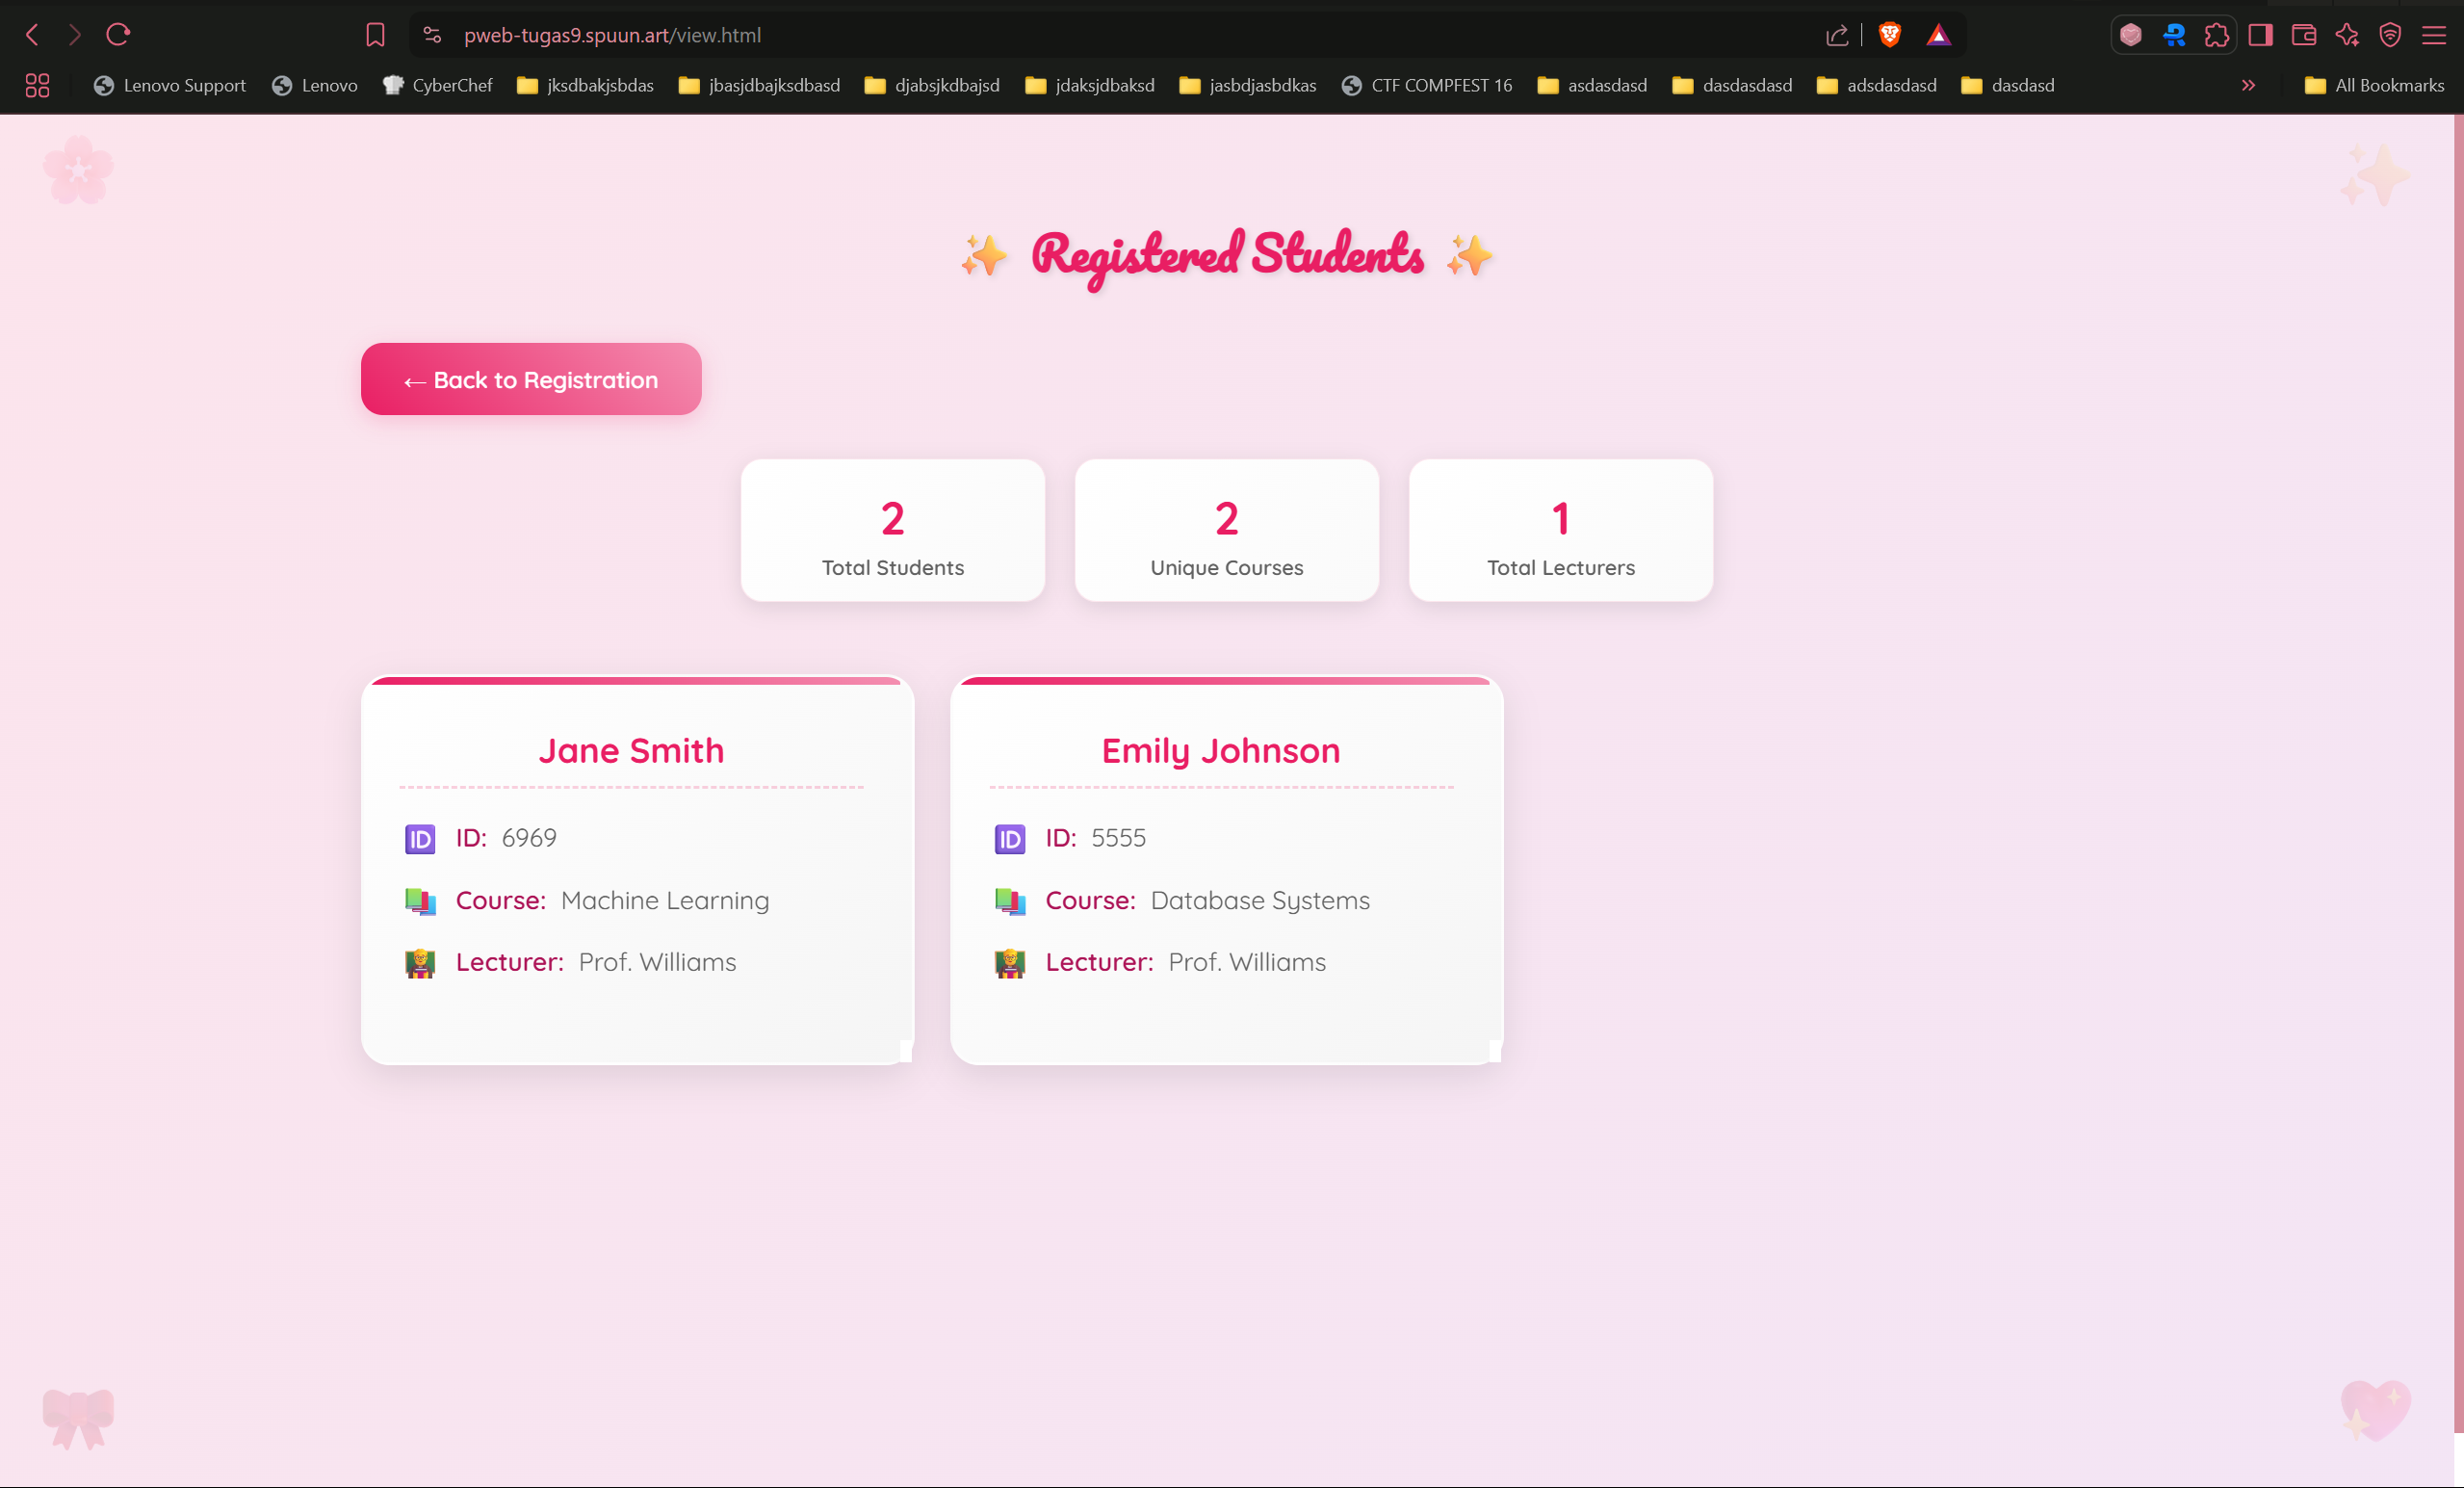 pweb-tugas9.spuun.art/view.html
Lenovo Support Lenovo CyberChef jksdbakjsbdas jbasjdbajksdbasd djabsjkdbajsd jdaksjdbaksd jasbdjasbdkas CTF COMPFEST 16 asdasdasd dasdasdasd adsdasdasd dasdasd » All Bookmarks
✨ Registered Students ✨
← Back to Registration
2 2 1
Total Students Unique Courses Total Lecturers
Jane Smith
🆔 ID: 6969
📚 Course: Machine Learning
👩‍🏫 Lecturer: Prof. Williams
Emily Johnson
🆔 ID: 5555
📚 Course: Database Systems
👩‍🏫 Lecturer: Prof. Williams